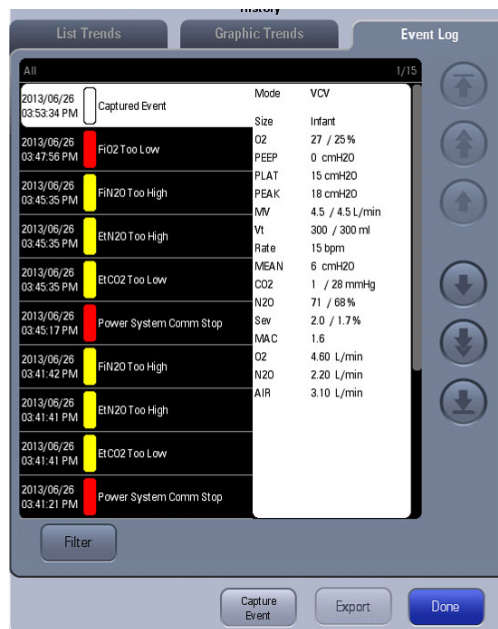 History
List Trends
Graphic Trends
Event Log
All
1/15
2013/06/26
03:53:34 PM
Captured Event
2013/06/26
03:47:56 PM
FiO2 Too Low
2013/06/26
03:45:35 PM
FiN2O Too High
2013/06/26
03:45:35 PM
EtN2O Too High
2013/06/26
03:45:35 PM
EtCO2 Too Low
2013/06/26
03:45:17 PM
Power System Comm Stop
2013/06/26
03:41:42 PM
FiN2O Too High
2013/06/26
03:41:41 PM
EtN2O Too High
2013/06/26
03:41:41 PM
EtCO2 Too Low
2013/06/26
03:41:21 PM
Power System Comm Stop
Mode VCV
Size Infant
O2 27 / 25 %
PEEP 0 cmH2O
PLAT 15 cmH2O
PEAK 18 cmH2O
MV 4.5 / 4.5 L/min
Vt 300 / 300 ml
Rate 15 bpm
MEAN 6 cmH2O
CO2 1 / 28 mmHg
N2O 71 / 68 %
Sev 2.0 / 1.7 %
MAC 1.6
O2 4.60 L/min
N2O 2.20 L/min
AIR 3.10 L/min
Filter
Capture
Event
Export
Done